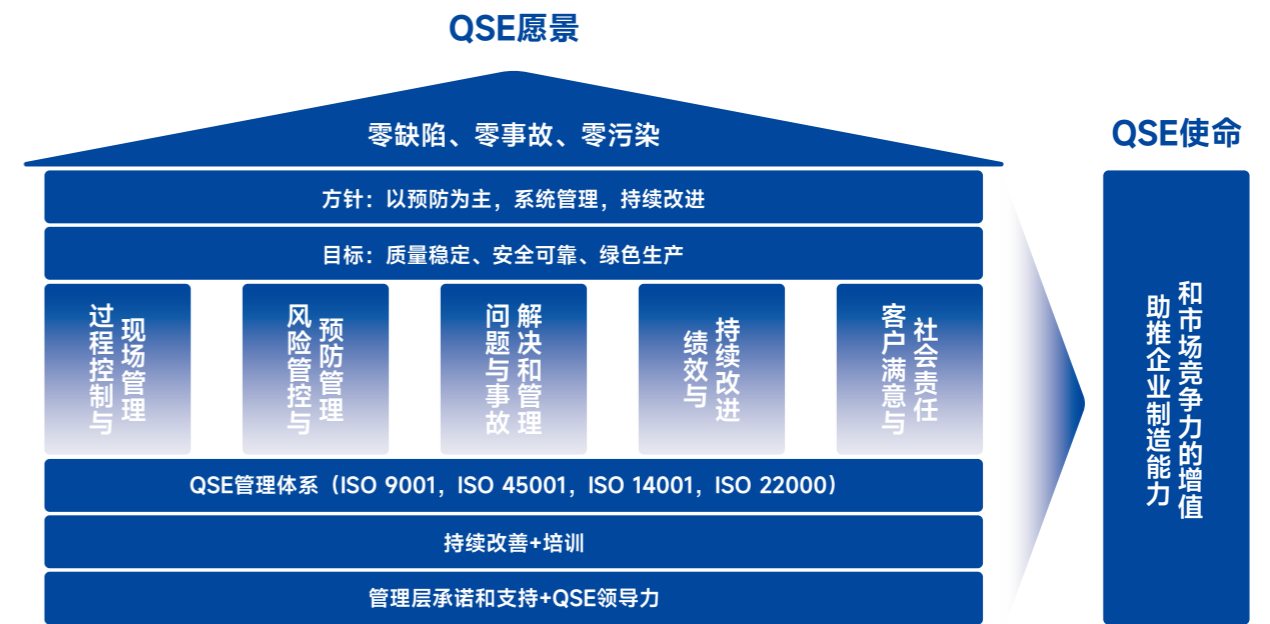 QSE愿景
零缺陷、零事故、零污染
方针：以预防为主，系统管理，持续改进
目标：质量稳定、安全可靠、绿色生产
过程控制与
现场管理
风险管控与
预防管理
问题与事故
解决和管理
绩效与
持续改进
客户满意与
社会责任
QSE管理体系（ISO 9001，ISO 45001，ISO 14001，ISO 22000）
持续改善+培训
管理层承诺和支持+QSE领导力
QSE使命
助推企业制造能力
和市场竞争力的增值